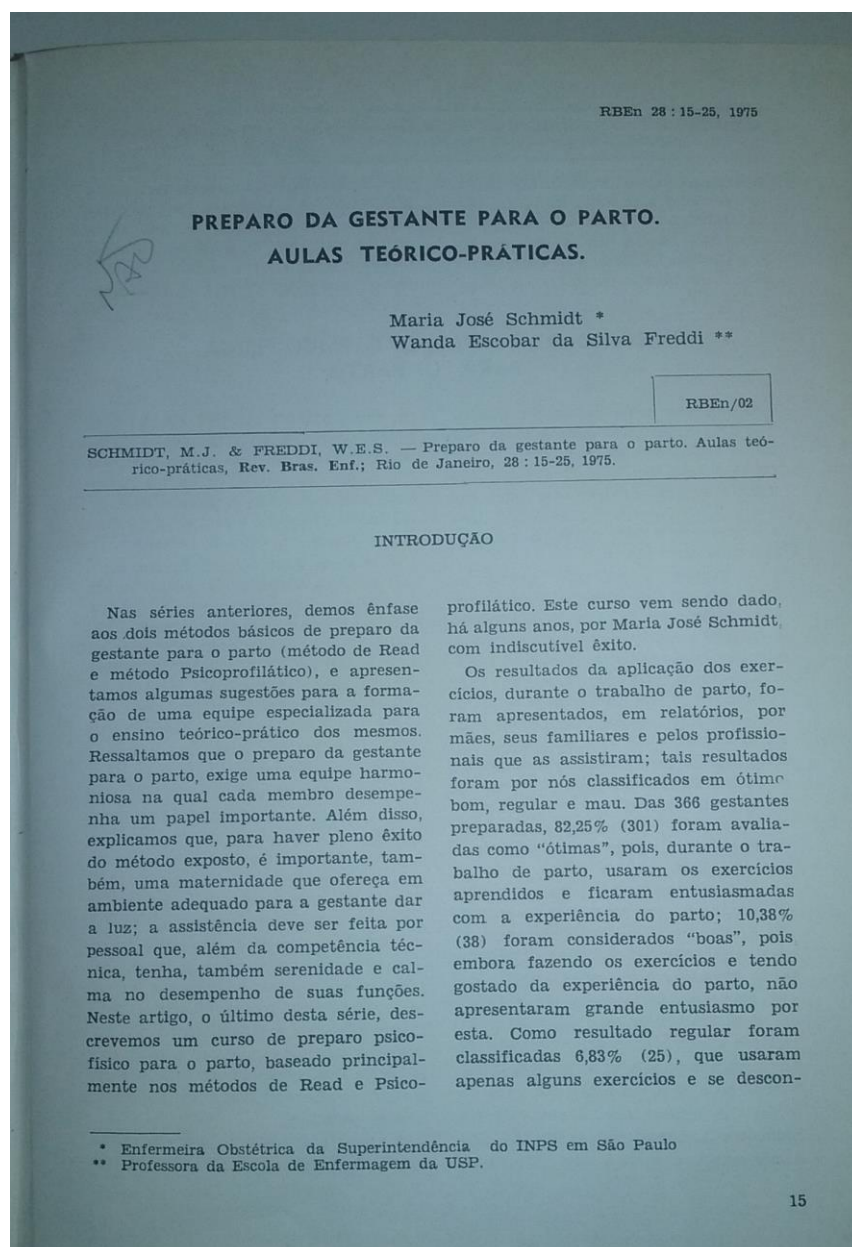 RBEn 28 : 15-25, 1975
PREPARO DA GESTANTE PARA O PARTO.
AULAS TEÓRICO-PRÁTICAS.
Maria José Schmidt *
Wanda Escobar da Silva Freddi **
RBEn/02
SCHMIDT, M.J. & FREDDI, W.E.S. — Preparo da gestante para o parto. Aulas teó-
rico-práticas, Rev. Bras. Enf.; Rio de Janeiro, 28 : 15-25, 1975.
INTRODUÇÃO
Nas séries anteriores, demos ênfase
aos dois métodos básicos de preparo da
gestante para o parto (método de Read
e método Psicoprofilático), e apresen-
tamos algumas sugestões para a forma-
ção de uma equipe especializada para
o ensino teórico-prático dos mesmos.
Ressaltamos que o preparo da gestante
para o parto, exige uma equipe harmo-
niosa na qual cada membro desempe-
nha um papel importante. Além disso,
explicamos que, para haver pleno êxito
do método exposto, é importante, tam-
bém, uma maternidade que ofereça em
ambiente adequado para a gestante dar
a luz; a assistência deve ser feita por
pessoal que, além da competência téc-
nica, tenha, também serenidade e cal-
ma no desempenho de suas funções.
Neste artigo, o último desta série, des-
crevemos um curso de preparo psico-
físico para o parto, baseado principal-
mente nos métodos de Read e Psico-
profilático. Este curso vem sendo dado,
há alguns anos, por Maria José Schmidt,
com indiscutível êxito.
Os resultados da aplicação dos exer-
cícios, durante o trabalho de parto, fo-
ram apresentados, em relatórios, por
mães, seus familiares e pelos profissio-
nais que as assistiram; tais resultados
foram por nós classificados em ótimo
bom, regular e mau. Das 366 gestantes
preparadas, 82,25% (301) foram avalia-
das como "ótimas", pois, durante o tra-
balho de parto, usaram os exercícios
aprendidos e ficaram entusiasmadas
com a experiência do parto; 10,38%
(38) foram considerados "boas", pois
embora fazendo os exercícios e tendo
gostado da experiência do parto, não
apresentaram grande entusiasmo por
esta. Como resultado regular foram
classificadas 6,83% (25), que usaram
apenas alguns exercícios e se descon-
* Enfermeira Obstétrica da Superintendência do INPS em São Paulo
** Professora da Escola de Enfermagem da USP.
15